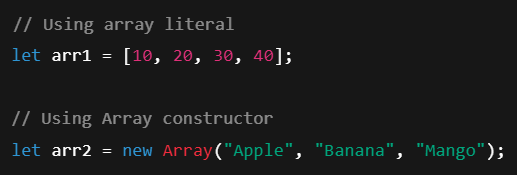 // Using array literal
let arr1 = [10, 20, 30, 40];
// Using Array constructor
let arr2 = new Array("Apple", "Banana", "Mango");